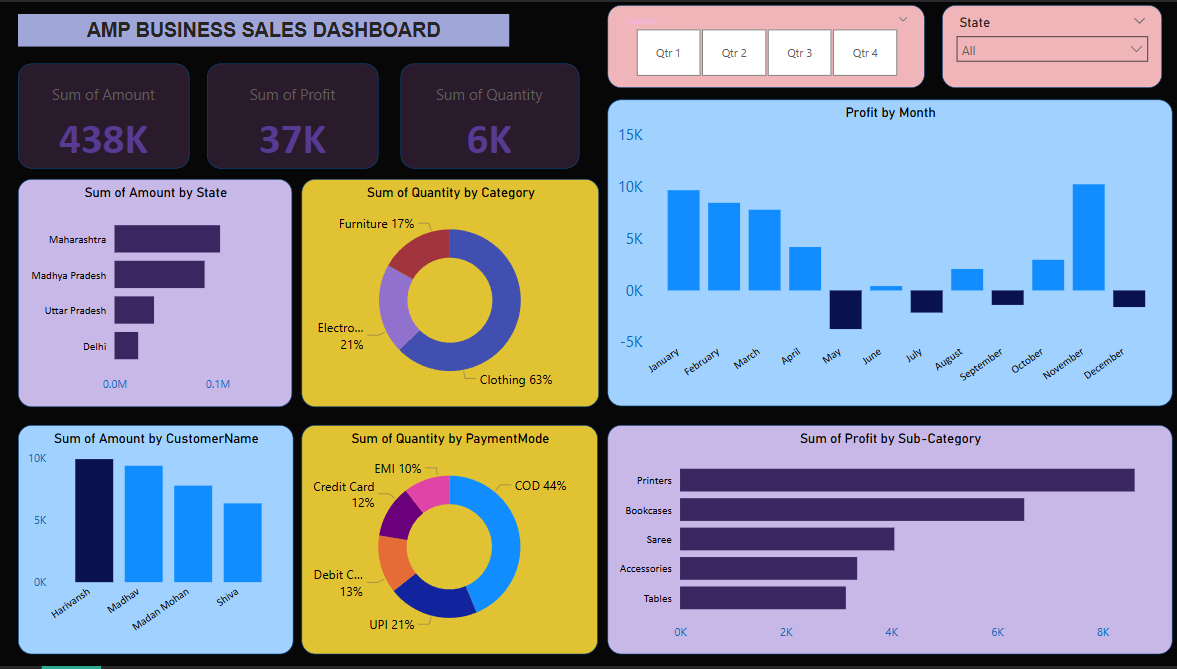 AMP BUSINESS SALES DASHBOARD
Qtr 1
Qtr 2
Qtr 3
Qtr 4
State
All
Sum of Amount
438K
Sum of Profit
37K
Sum of Quantity
6K
Profit by Month
15K
10K
5K
0K
-5K
January
February
March
April
May
June
July
August
September
October
November
December
Sum of Amount by State
Maharashtra
Madhya Pradesh
Uttar Pradesh
Delhi
0.0M
0.1M
Sum of Quantity by Category
Furniture 17%
Electro...
21%
Clothing 63%
Sum of Amount by CustomerName
10K
5K
0K
Harivansh
Madhav
Madan Mohan
Shiva
Sum of Quantity by PaymentMode
EMI 10%
Credit Card
12%
COD 44%
Debit C...
13%
UPI 21%
Sum of Profit by Sub-Category
Printers
Bookcases
Saree
Accessories
Tables
0K
2K
4K
6K
8K